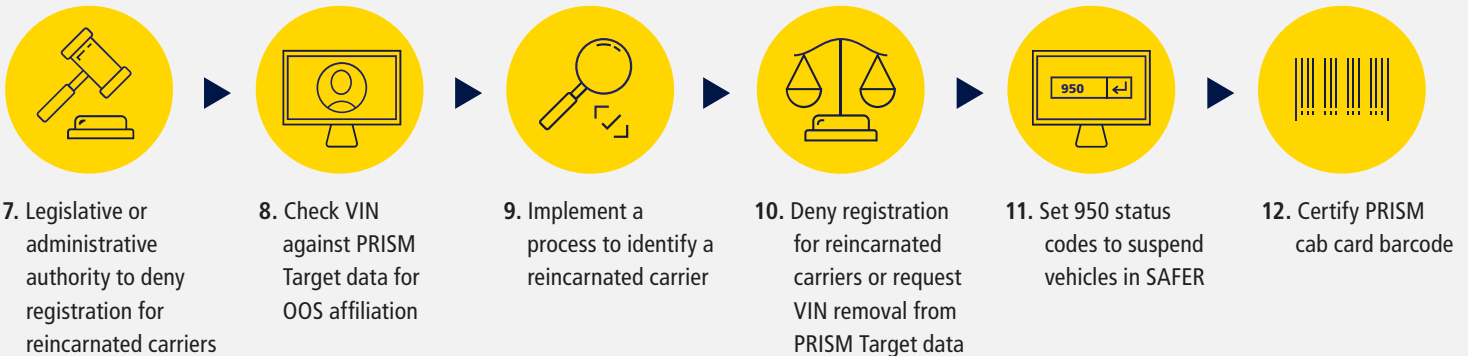 950
7. Legislative or
administrative
authority to deny
registration for
reincarnated carriers
8. Check VIN
against PRISM
Target data for
OOS affiliation
9. Implement a
process to identify a
reincarnated carrier
10. Deny registration
for reincarnated
carriers or request
VIN removal from
PRISM Target data
11. Set 950 status
codes to suspend
vehicles in SAFER
12. Certify PRISM
cab card barcode